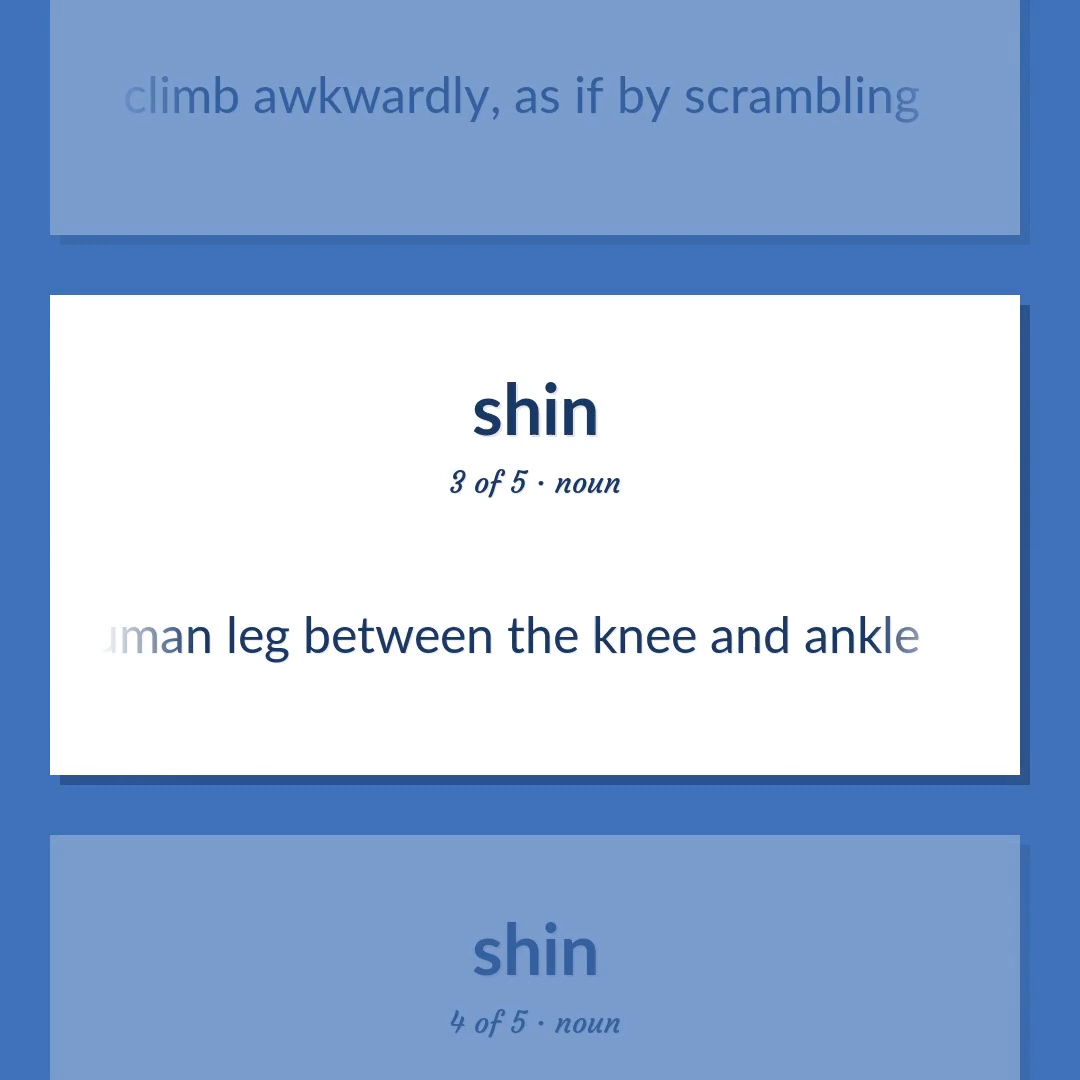 climb awkwardly, as if by scrambling
shin
3 of 5 · noun
leg between the knee and ankle
shin
4 of 5 · noun